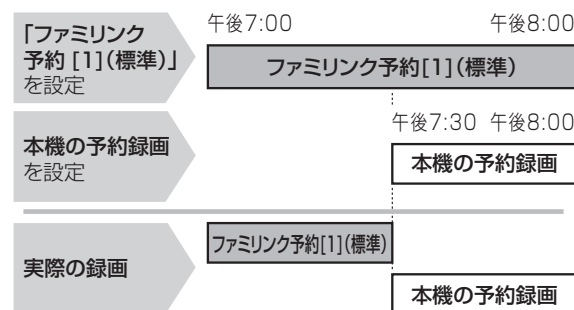 「ファミリンク
予約 [1](標準)」
を設定
午後7:00 午後8:00
ファミリンク予約[1](標準)
本機の予約録画
を設定
午後7:30 午後8:00
本機の予約録画
実際の録画
ファミリンク予約[1](標準)
本機の予約録画